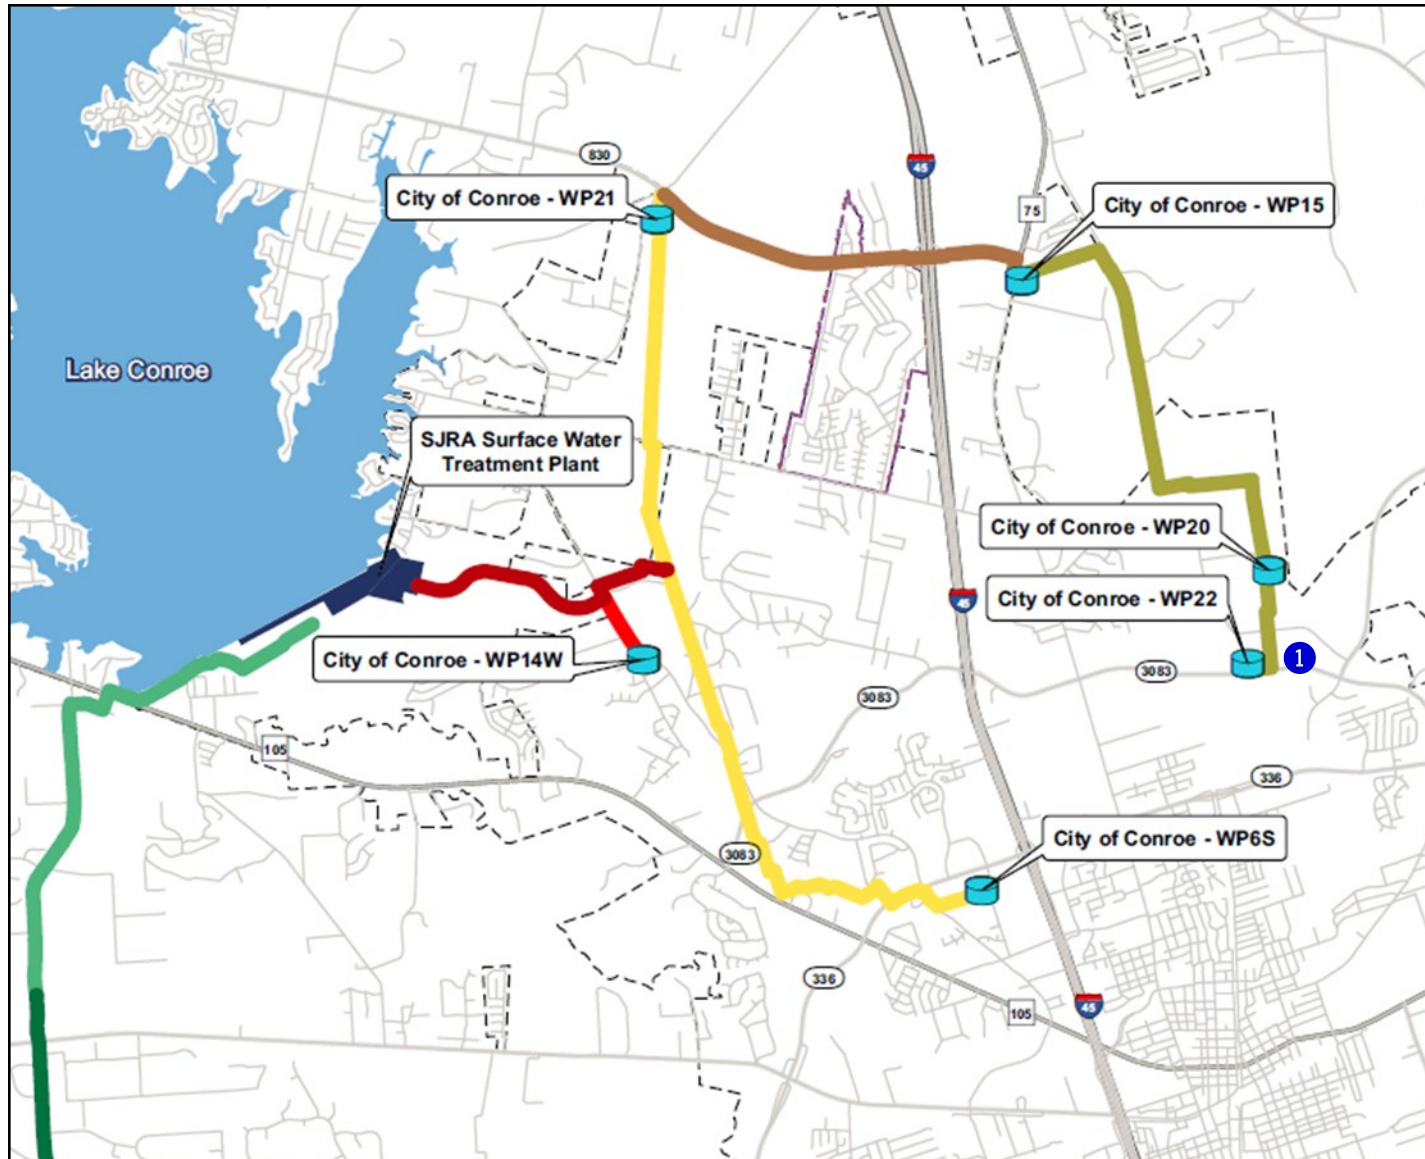 830
45
City of Conroe - WP21
75
City of Conroe - WP15
Lake Conroe
SJRA Surface Water
Treatment Plant
City of Conroe - WP20
45
City of Conroe - WP22
City of Conroe - WP14W
1
3083
3083
105
336
3083
City of Conroe - WP6S
336
105
45